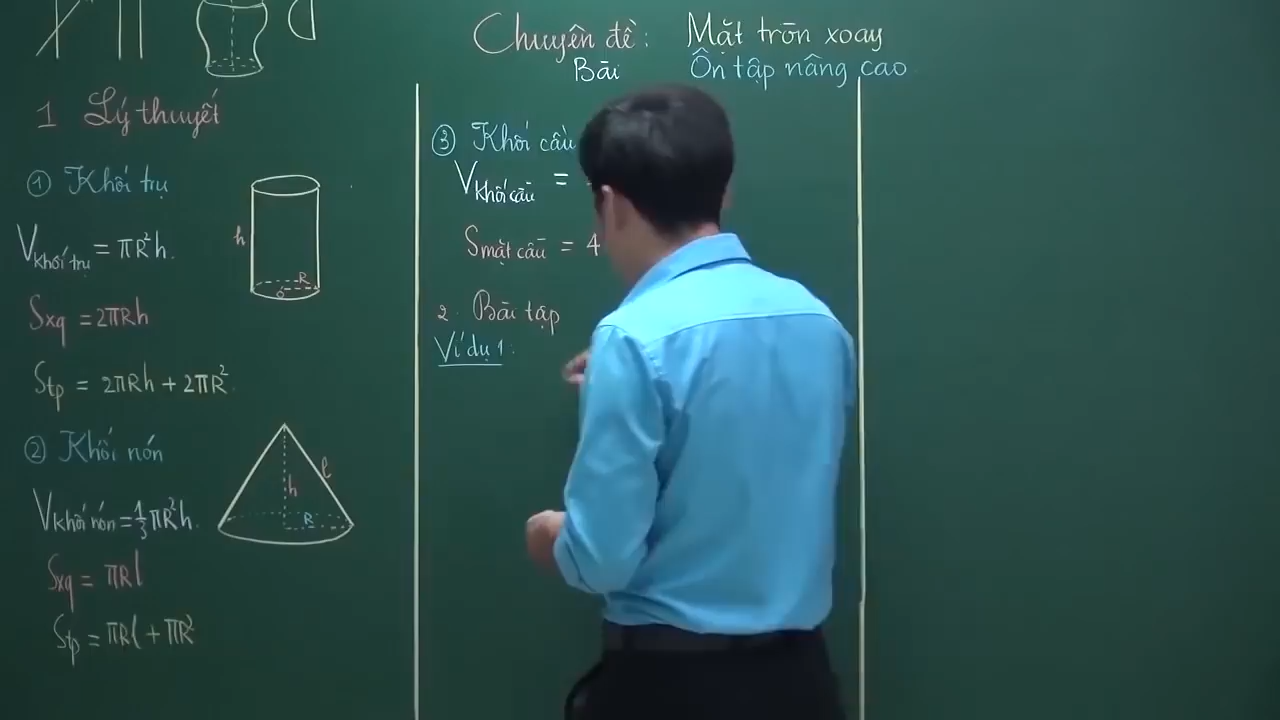 Chuyên đề: Mặt tròn xoay
Bài Ôn tập nâng cao
1 Lý thuyết
① Khối trụ
V khối trụ = πR²h.
h
R
O
Sxq = 2πRh
Stp = 2πRh + 2πR²
② Khối nón
l
h
R
V khối nón = 1/3 πR²h.
Sxq = πRl
Stp = πRl + πR²
③ Khối cầu
V khối cầu =
S mặt cầu = 4
2. Bài tập
Ví dụ 1: